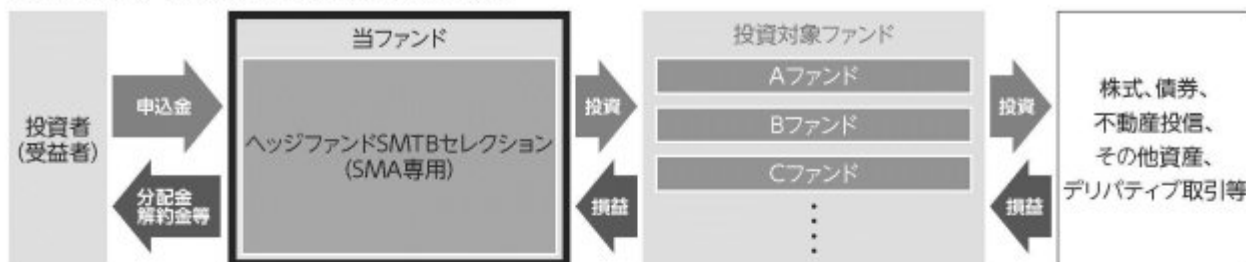 投資者
(受益者)
申込金
分配金
解約金等
当ファンド
ヘッジファンドSMTBセレクション
(SMA専用)
投資
損益
投資対象ファンド
Aファンド
Bファンド
Cファンド
投資
損益
株式、債券、
不動産投信、
その他資産、
デリバティブ取引等